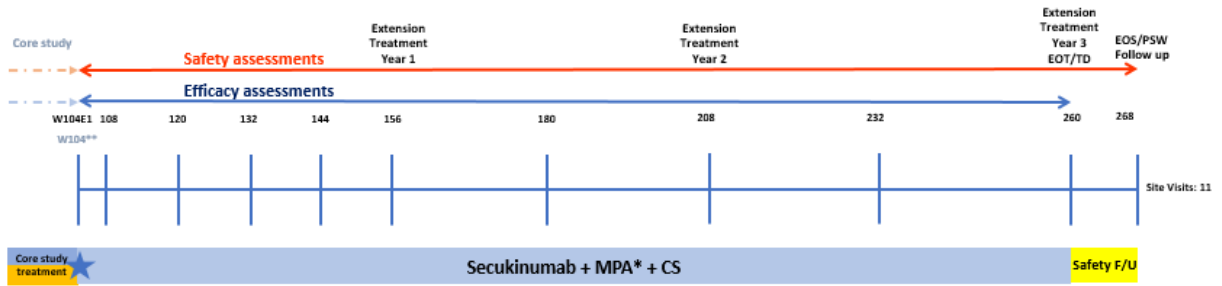 Core study
Safety assessments
Extension
Treatment
Year 1
Extension
Treatment
Year 2
Extension
Treatment
Year 3
EOT/TD
EOS/PSW
Follow up
Efficacy assessments
W104E1 108 120 132 144 156 180 208 232 260 268
W104**
Site Visits: 11
Core study
treatment
Secukinumab + MPA* + CS
Safety F/U